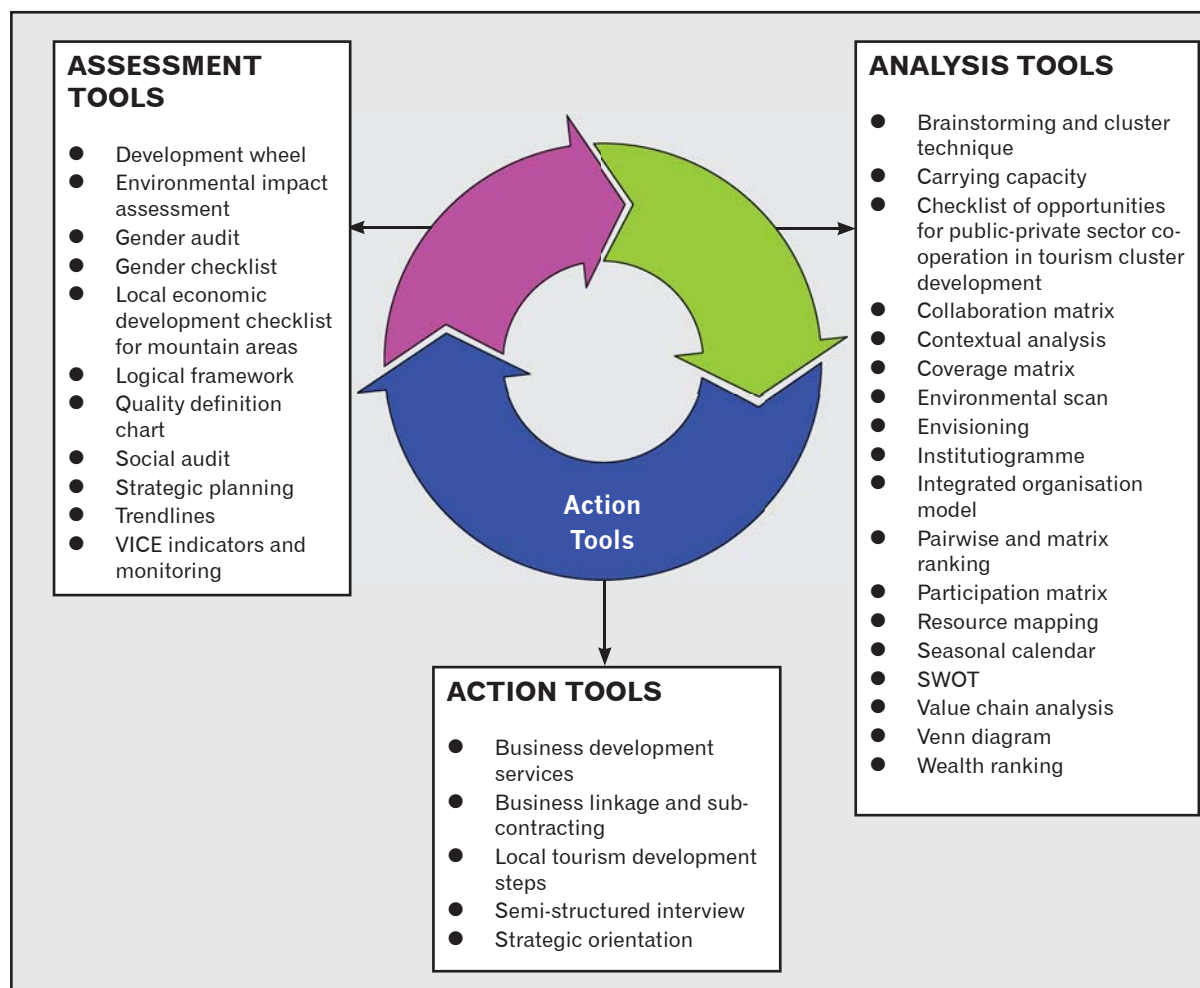 ASSESSMENT
TOOLS
● Development wheel
● Environmental impact
assessment
● Gender audit
● Gender checklist
● Local economic
development checklist
for mountain areas
● Logical framework
● Quality definition
chart
● Social audit
● Strategic planning
● Trendlines
● VICE indicators and
monitoring
Action
Tools
ACTION TOOLS
● Business development
services
● Business linkage and sub-
contracting
● Local tourism development
steps
● Semi-structured interview
● Strategic orientation
ANALYSIS TOOLS
● Brainstorming and cluster
technique
● Carrying capacity
● Checklist of opportunities
for public-private sector co-
operation in tourism cluster
development
● Collaboration matrix
● Contextual analysis
● Coverage matrix
● Environmental scan
● Envisioning
● Institutiogramme
● Integrated organisation
model
● Pairwise and matrix
ranking
● Participation matrix
● Resource mapping
● Seasonal calendar
● SWOT
● Value chain analysis
● Venn diagram
● Wealth ranking